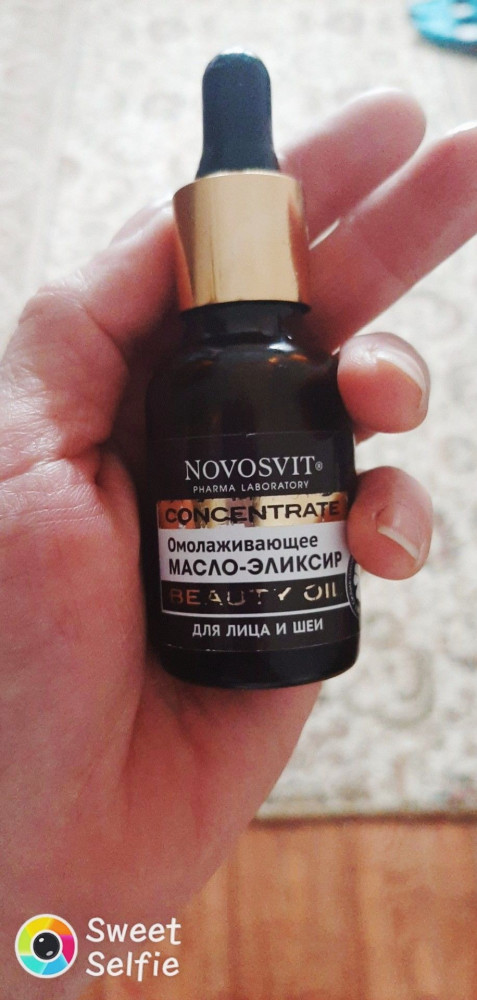 NOVOSVIT®
PHARMA LABORATORY
CONCENTRATE
Омолаживающее
МАСЛО-ЭЛИКСИР
BEAUTY OIL
ДЛЯ ЛИЦА И ШЕИ
Sweet
Selfie